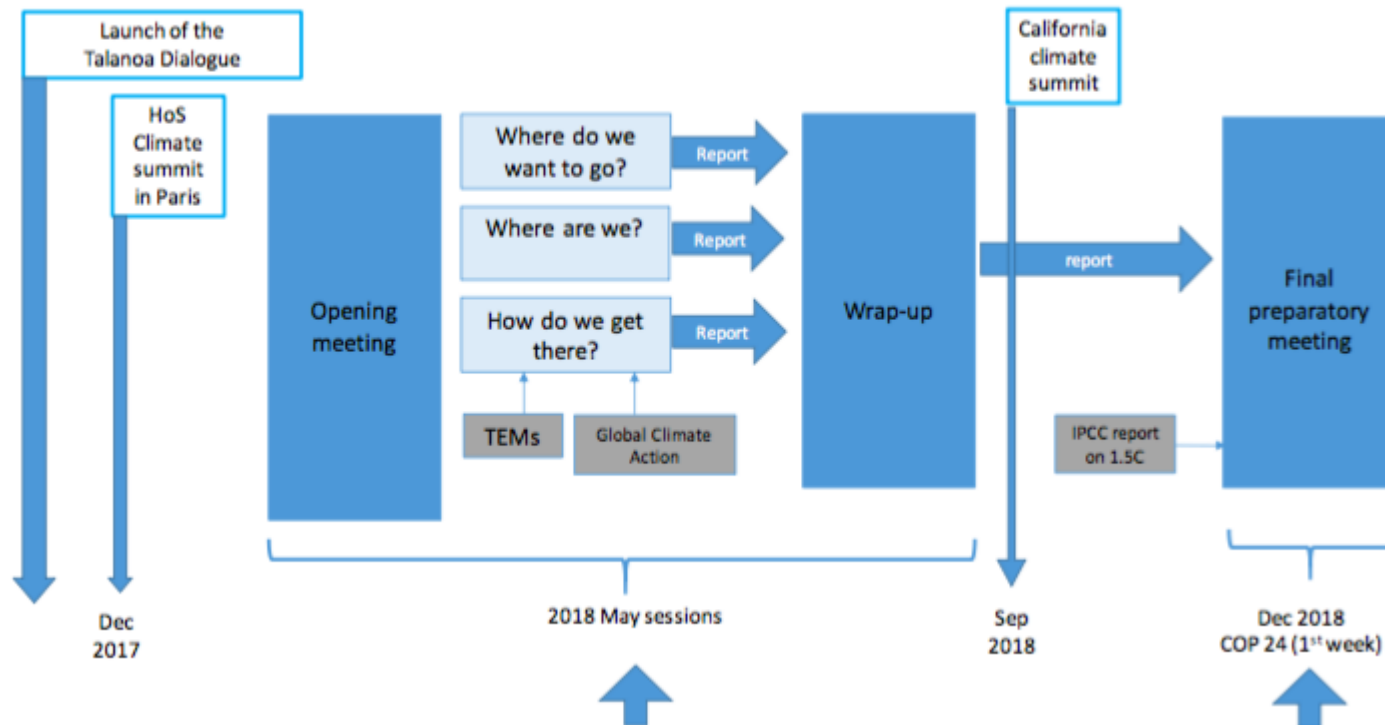 Launch of the
Talanoa Dialogue
HoS
Climate
summit
in Paris
Opening
meeting
Where do we
want to go?
Report
Where are we?
Report
How do we get
there?
Report
TEMs
Global Climate
Action
Wrap-up
California
climate
summit
report
IPCC report
on 1.5C
Final
preparatory
meeting
Dec
2017
2018 May sessions
Sep
2018
Dec 2018
COP 24 (1st week)